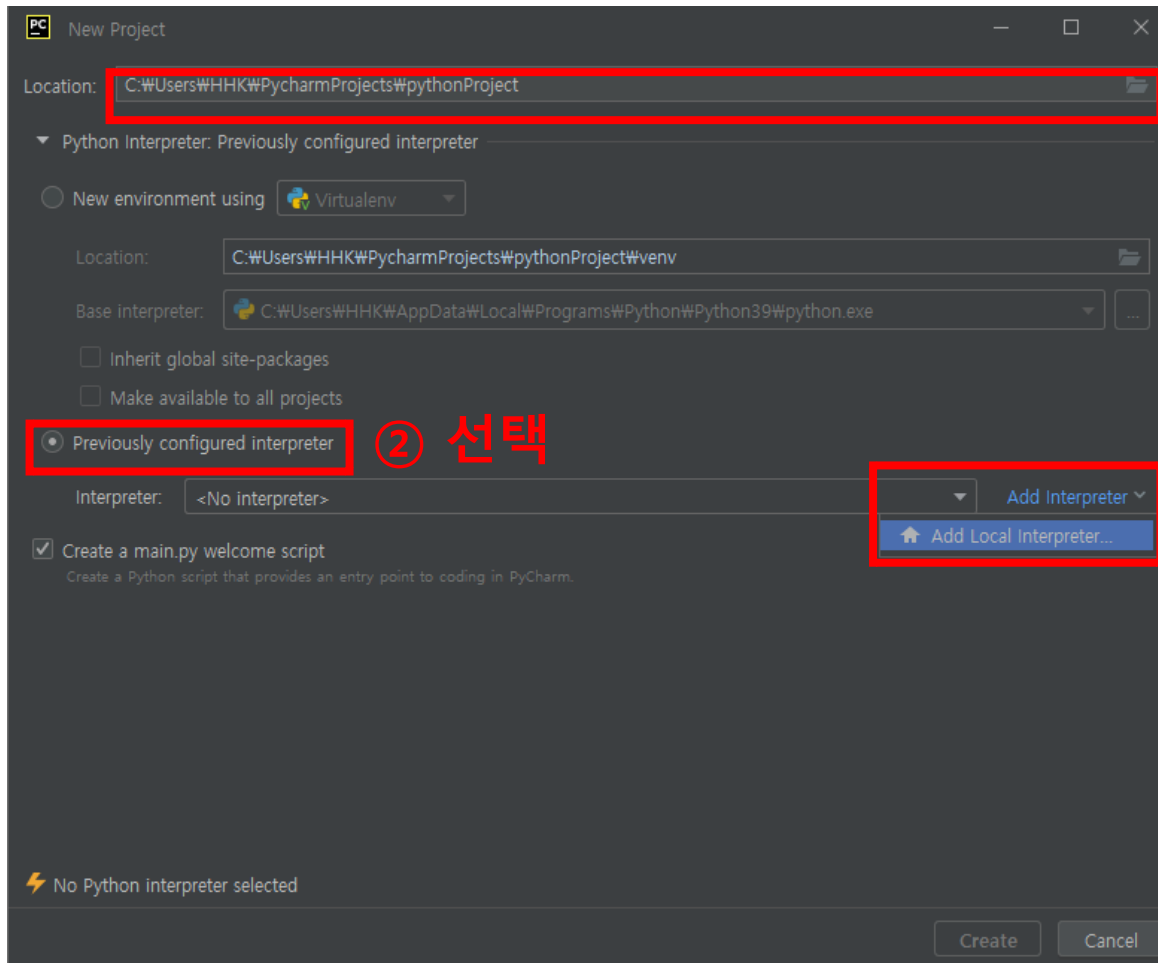 PC New Project
Location: C:₩Users₩HHK₩PycharmProjects₩pythonProject
Python Interpreter: Previously configured interpreter
New environment using Virtualenv
Location: C:₩Users₩HHK₩PycharmProjects₩pythonProject₩venv
Base interpreter: C:₩Users₩HHK₩AppData₩Local₩Programs₩Python₩Python39₩python.exe ...
Inherit global site-packages
Make available to all projects
Previously configured interpreter ② 선택
Interpreter: <No interpreter> Add Interpreter
Add Local Interpreter...
Create a main.py welcome script
Create a Python script that provides an entry point to coding in PyCharm.
No Python interpreter selected
Create Cancel